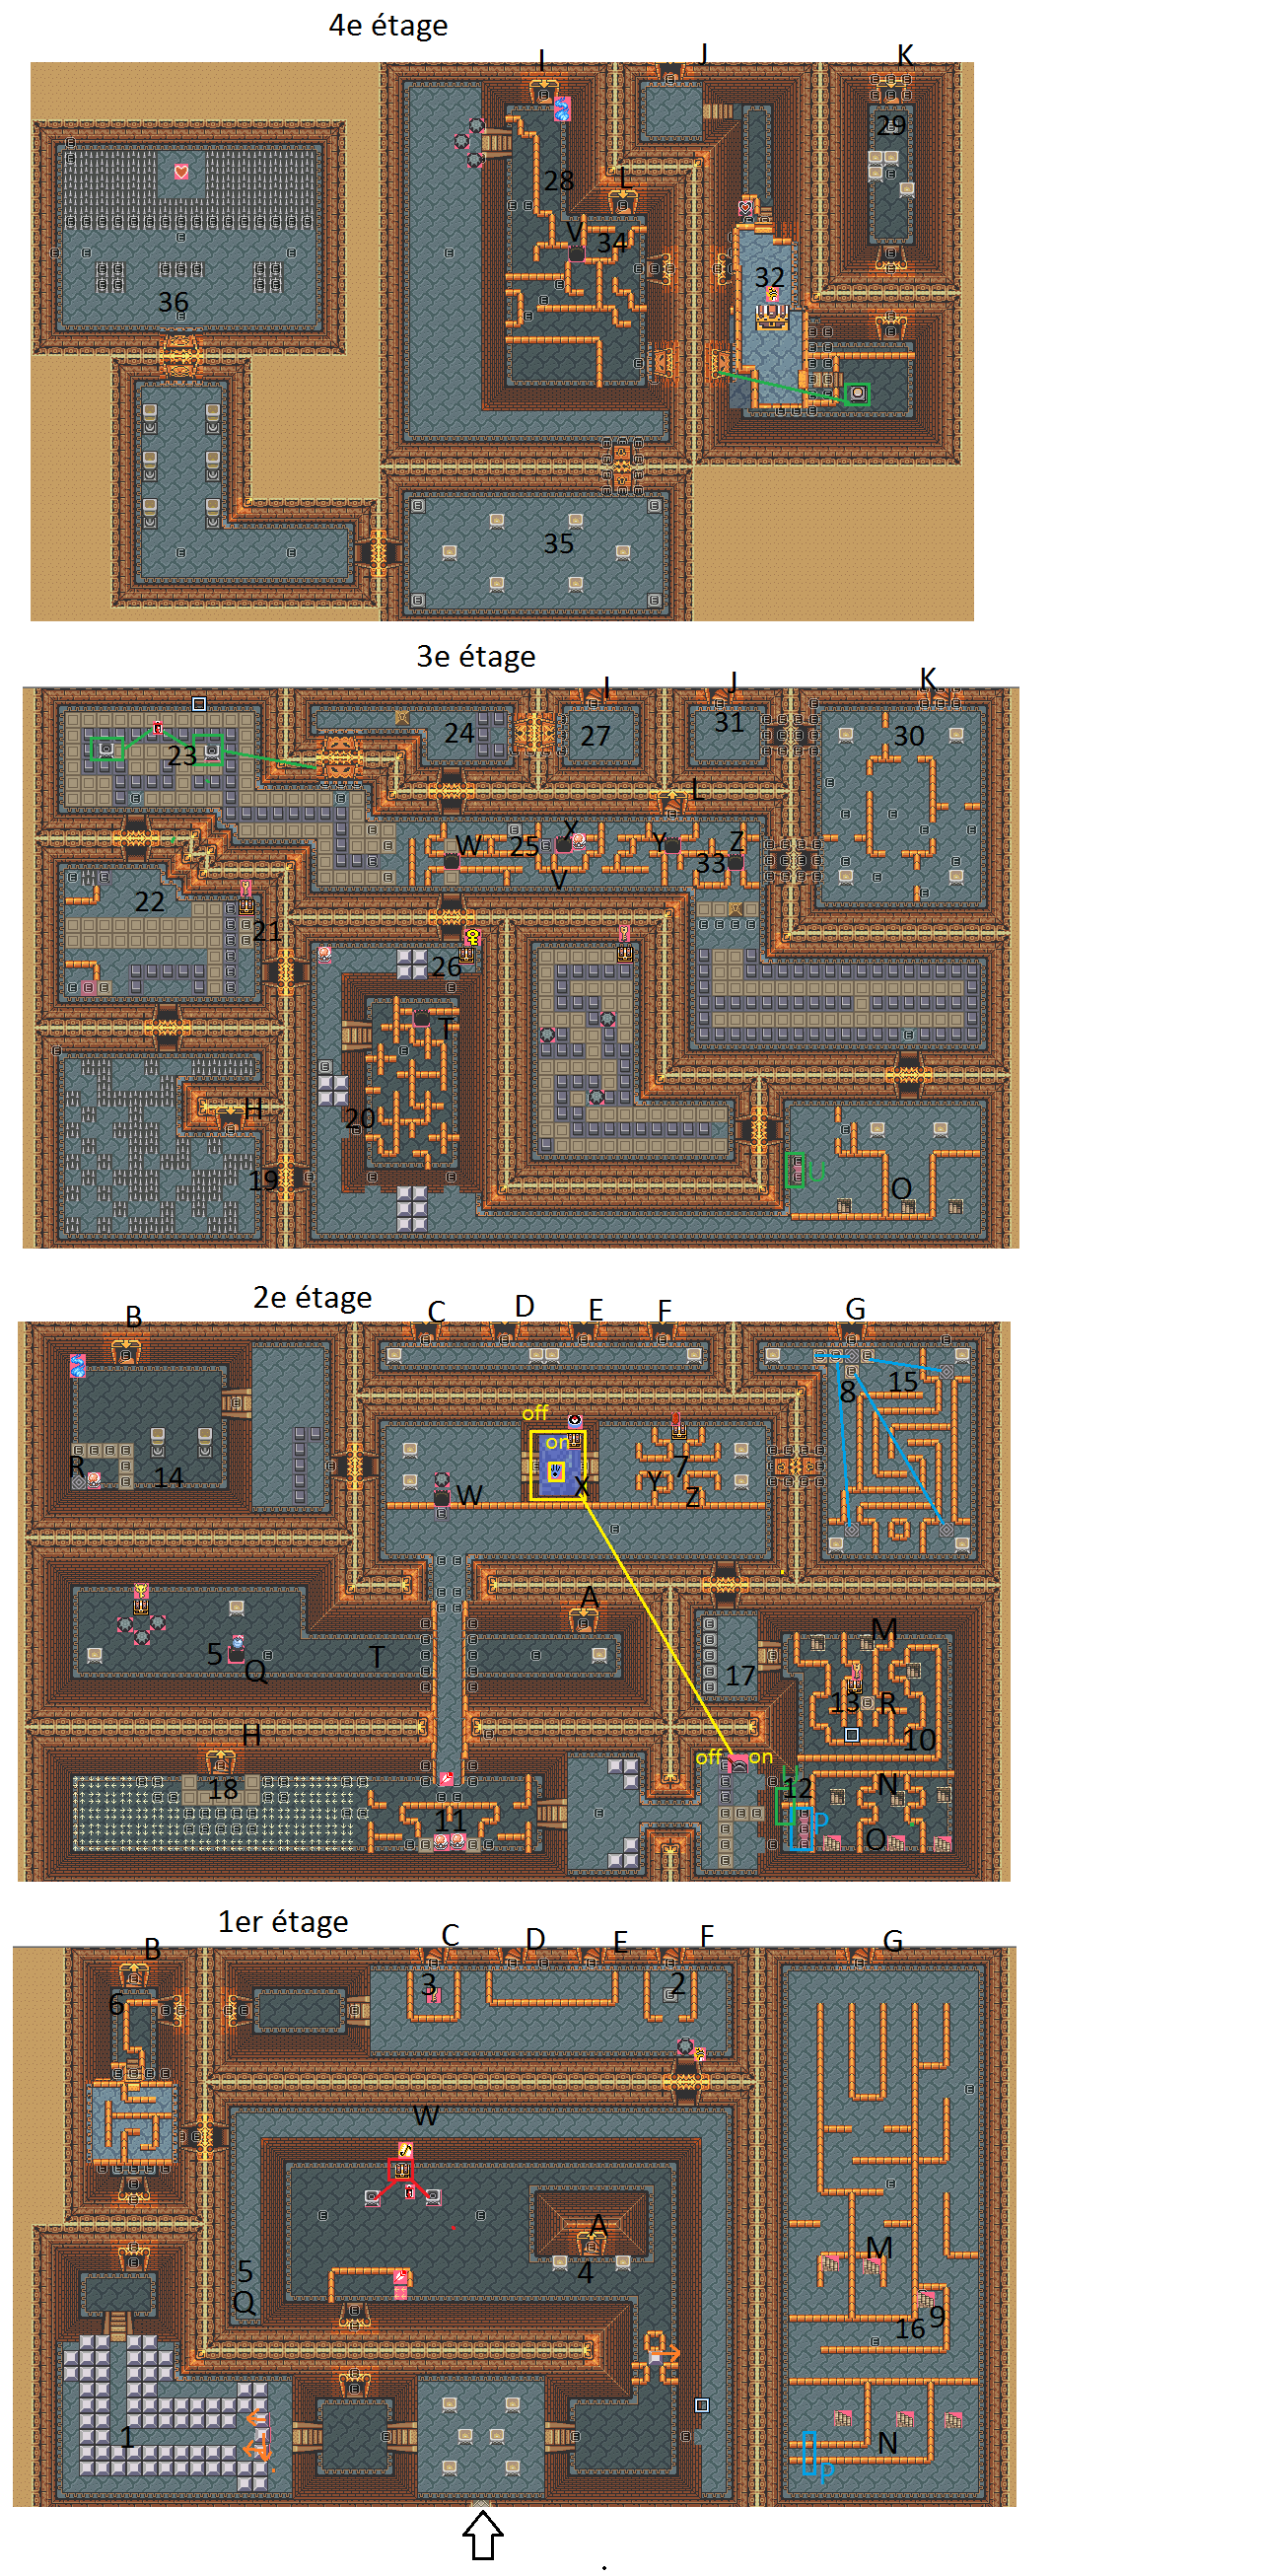 4e étage
I J K
29
28 L
V 34
32
36
35
3e étage
I J K
24 27 31 30
23
L
W 25 X Y Z
33
V
22
21
26
T
20
H
19
U
O
2e étage
B C D E F G
off
on
8 15
R 14
W X 7
Y Z
A
5 Q T
M
17
13 R
10
H
off on
18
U
12 N
11 P
O
1er étage
B C D E F G
6 3 2
W
A
4
5
Q
M
16 9
1
N
P